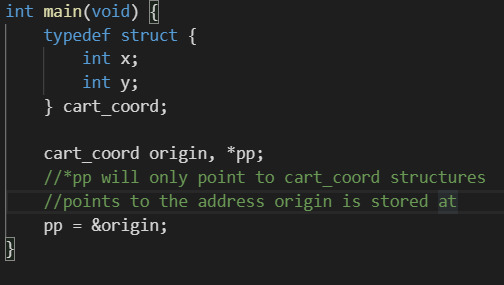 int main(void) {
typedef struct {
int x;
int y;
} cart_coord;
cart_coord origin, *pp;
//*pp will only point to cart_coord structures
//points to the address origin is stored at
pp = &origin;
}